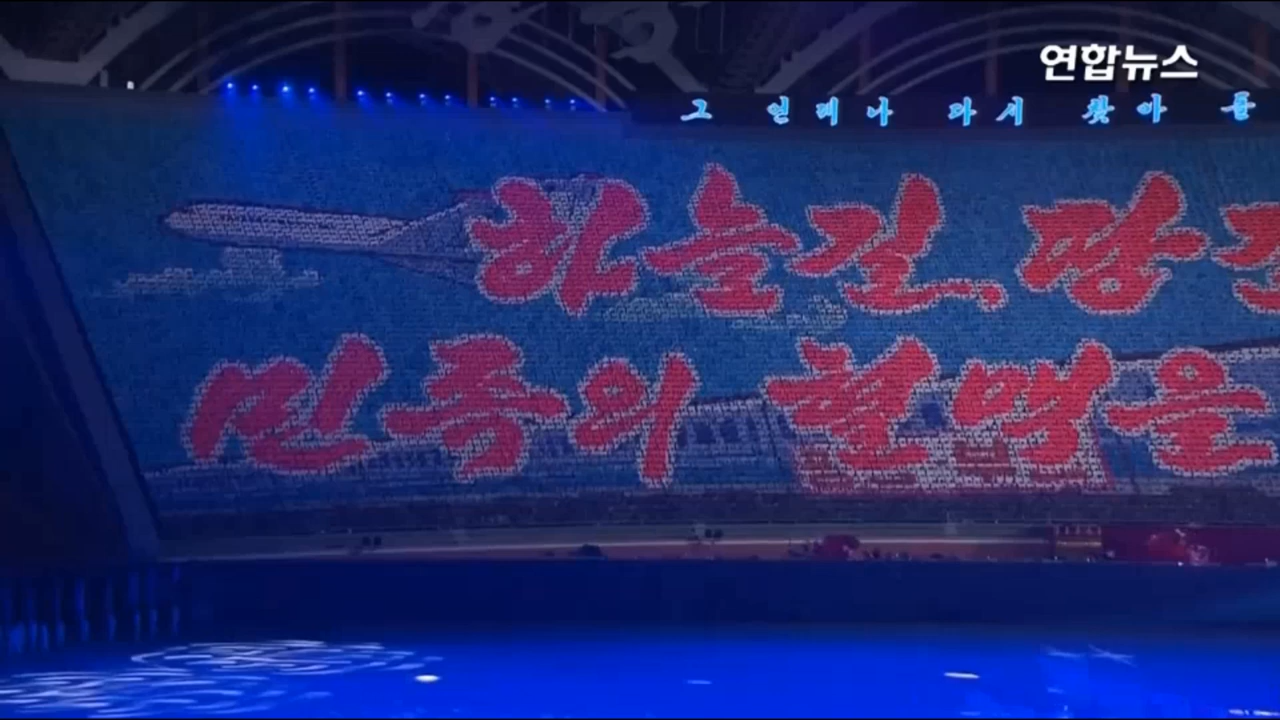 연합뉴스
그 언제나 다시 찾아
하늘길, 땅
민족의 혈맥을